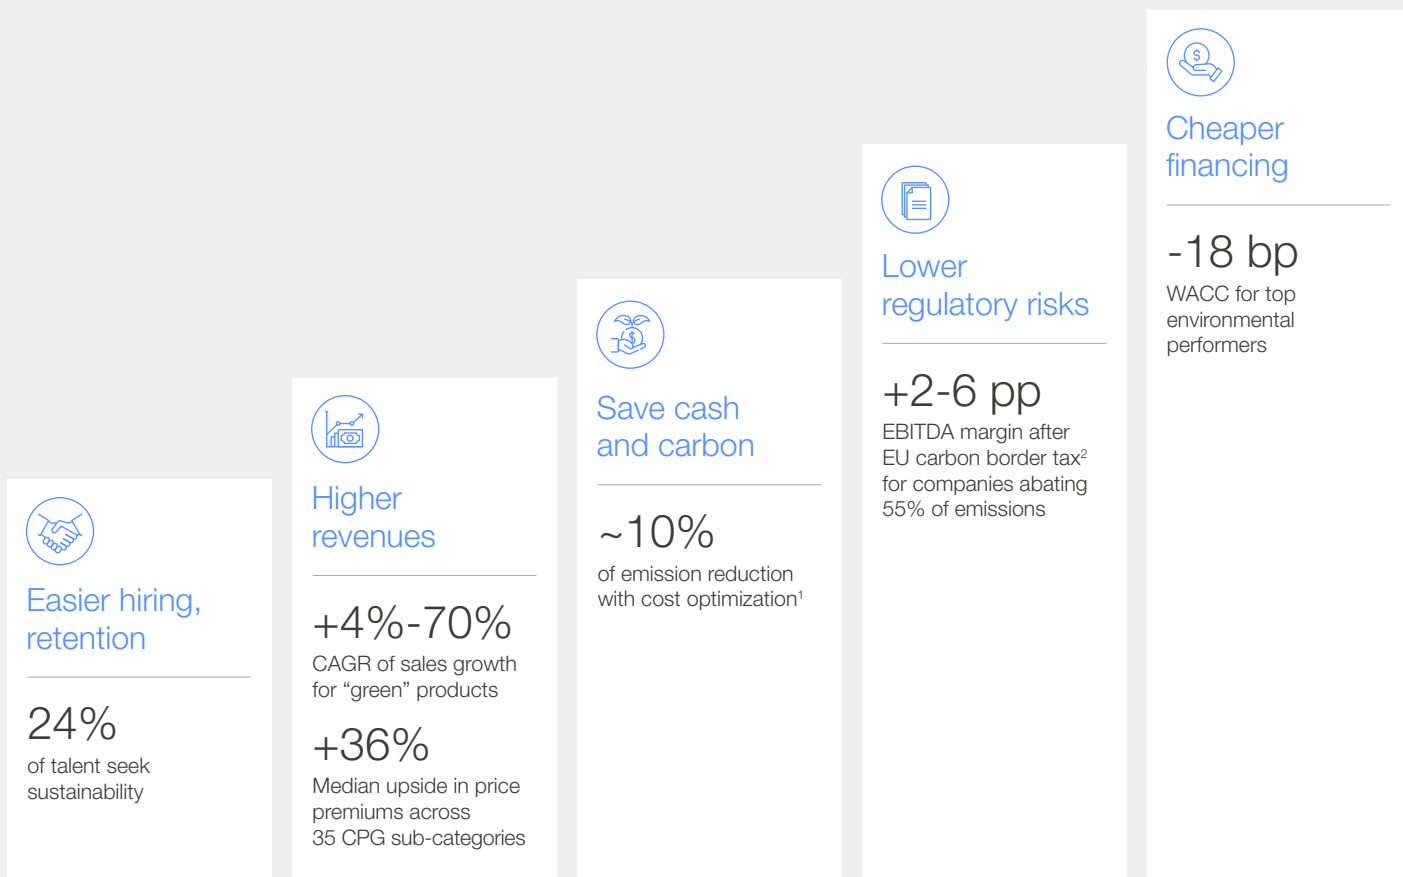 Easier hiring,
retention
24%
of talent seek
sustainability
Higher
revenues
+4%-70%
CAGR of sales growth
for “green” products
+36%
Median upside in price
premiums across
35 CPG sub-categories
Save cash
and carbon
~10%
of emission reduction
with cost optimization¹
Lower
regulatory risks
+2-6 pp
EBITDA margin after
EU carbon border tax²
for companies abating
55% of emissions
Cheaper
financing
-18 bp
WACC for top
environmental
performers